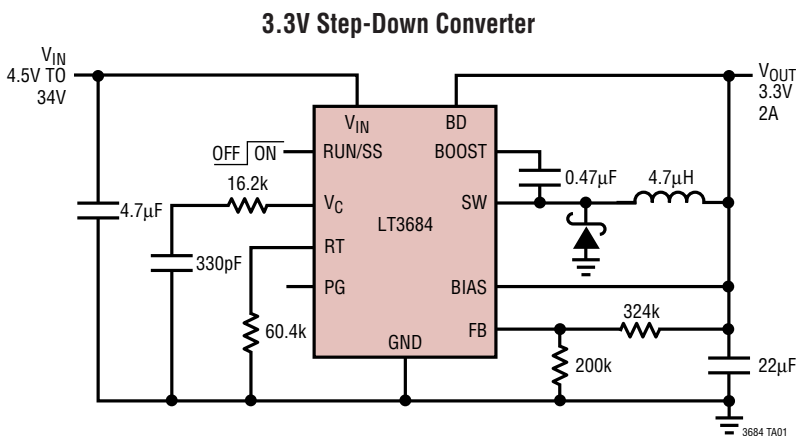 3.3V Step-Down Converter
VIN
4.5V TO
34V
VOUT
3.3V
2A
VIN
BD
OFF ON
RUN/SS
BOOST
16.2k
0.47µF
4.7µH
4.7µF
VC
SW
LT3684
RT
330pF
PG
BIAS
324k
60.4k
FB
GND
200k
22µF
3684 TA01